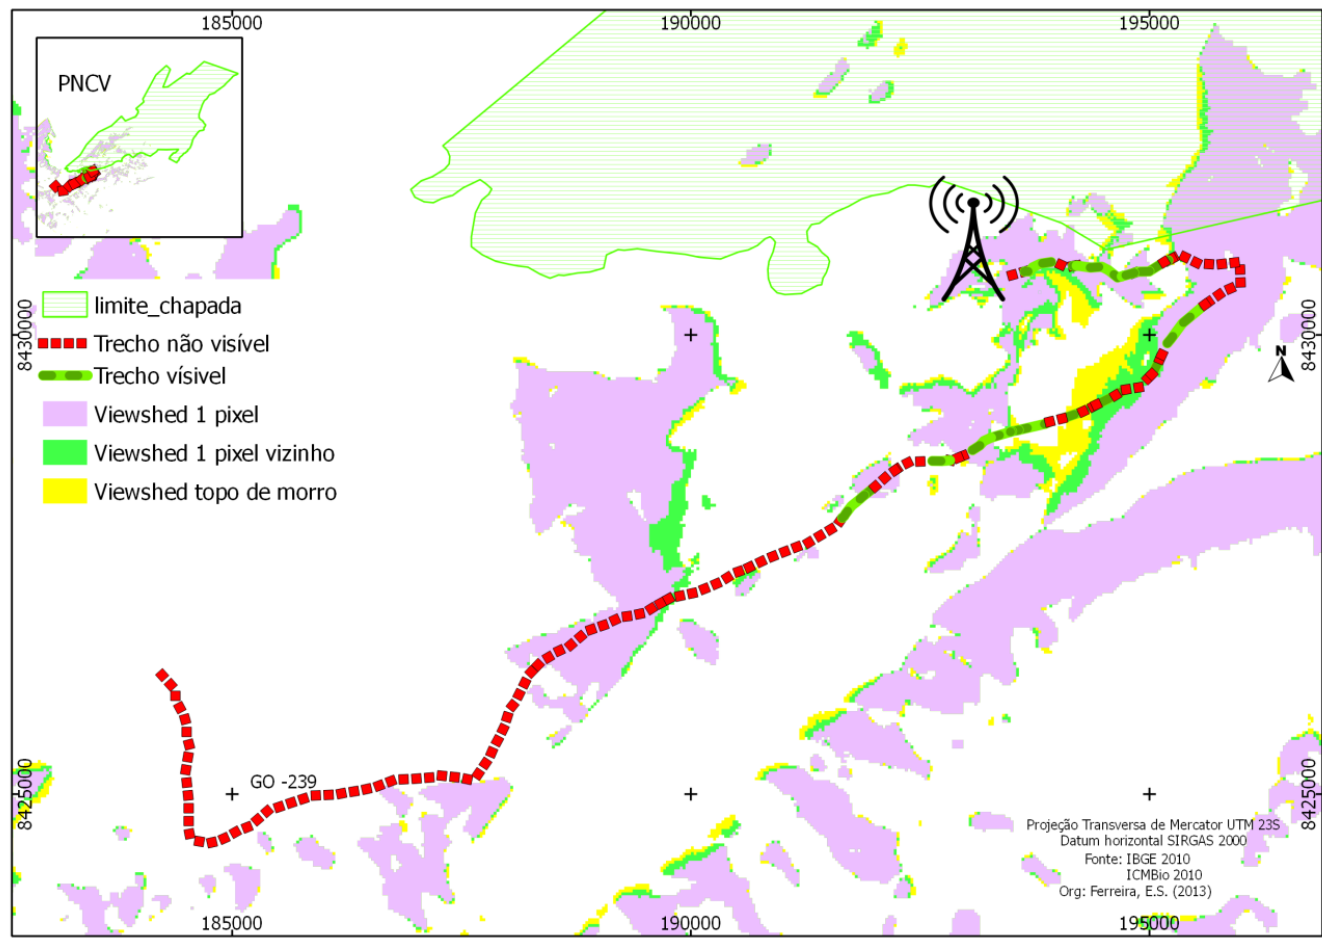 185000
190000
195000
PNCV
limite_chapada
Trecho não visível
Trecho vísivel
Viewshed 1 pixel
Viewshed 1 pixel vizinho
Viewshed topo de morro
8430000
8430000
N
GO -239
8425000
8425000
Projeção Transversa de Mercator UTM 23S
Datum horizontal SIRGAS 2000
Fonte: IBGE 2010
ICMBio 2010
Org: Ferreira, E.S. (2013)
185000
190000
195000